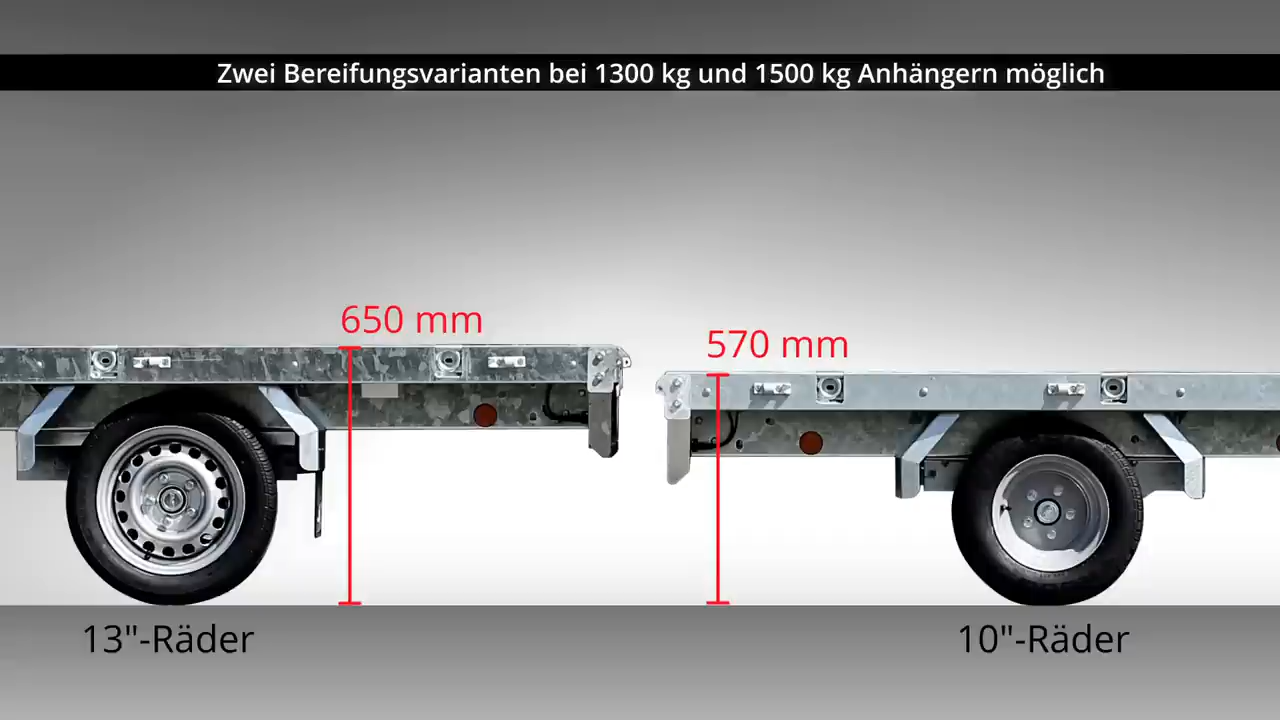 Zwei Bereifungsvarianten bei 1300 kg und 1500 kg Anhängern möglich
650 mm
570 mm
13"-Räder
10"-Räder